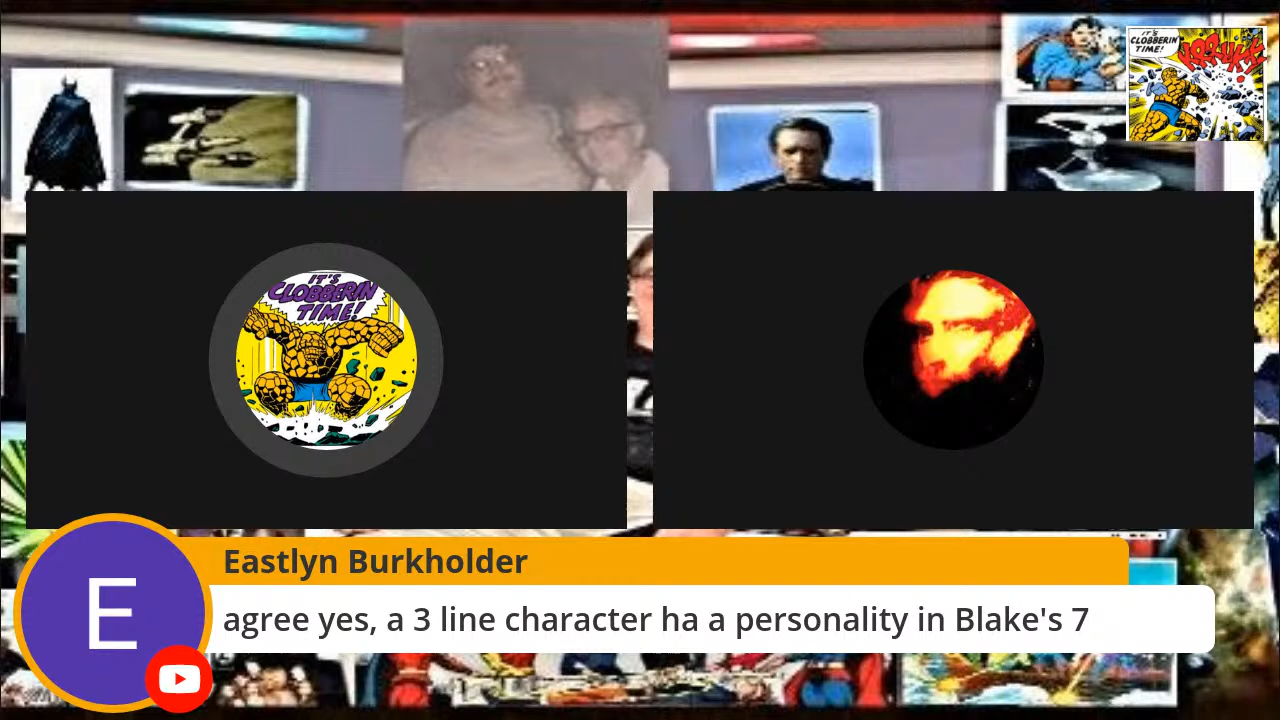 IT'S
CLOBBERIN'
TIME!
IT'S
CLOBBERIN'
TIME!
E
Eastlyn Burkholder
agree yes, a 3 line character ha a personality in Blake's 7